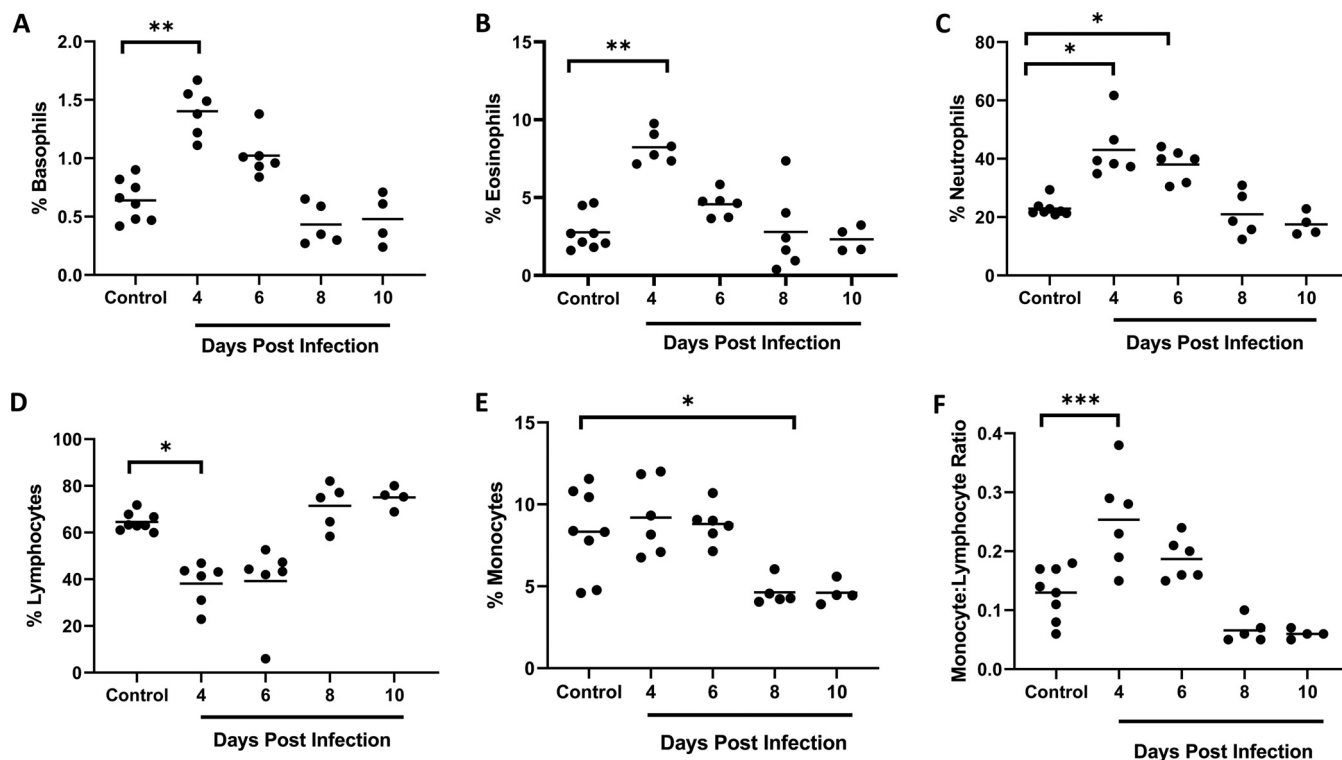 A
**
2.0
1.5
1.0
0.5
0.0
% Basophils
Control 4 6 8 10
Days Post Infection
B
**
15
10
5
0
% Eosinophils
Control 4 6 8 10
Days Post Infection
C
*
*
80
60
40
20
0
% Neutrophils
Control 4 6 8 10
Days Post Infection
D
*
100
80
60
40
20
0
% Lymphocytes
Control 4 6 8 10
Days Post Infection
E
*
15
10
5
0
% Monocytes
Control 4 6 8 10
Days Post Infection
F
***
0.4
0.3
0.2
0.1
0.0
Monocyte:Lymphocyte Ratio
Control 4 6 8 10
Days Post Infection